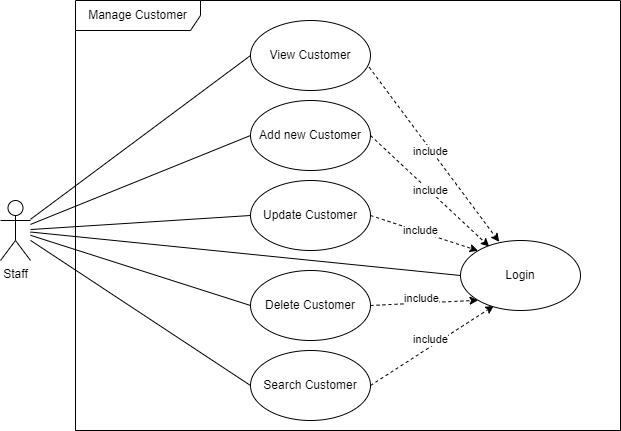 Manage Customer
View Customer
include
Add new Customer
include
Update Customer
include
Staff
Login
Delete Customer
include
include
Search Customer